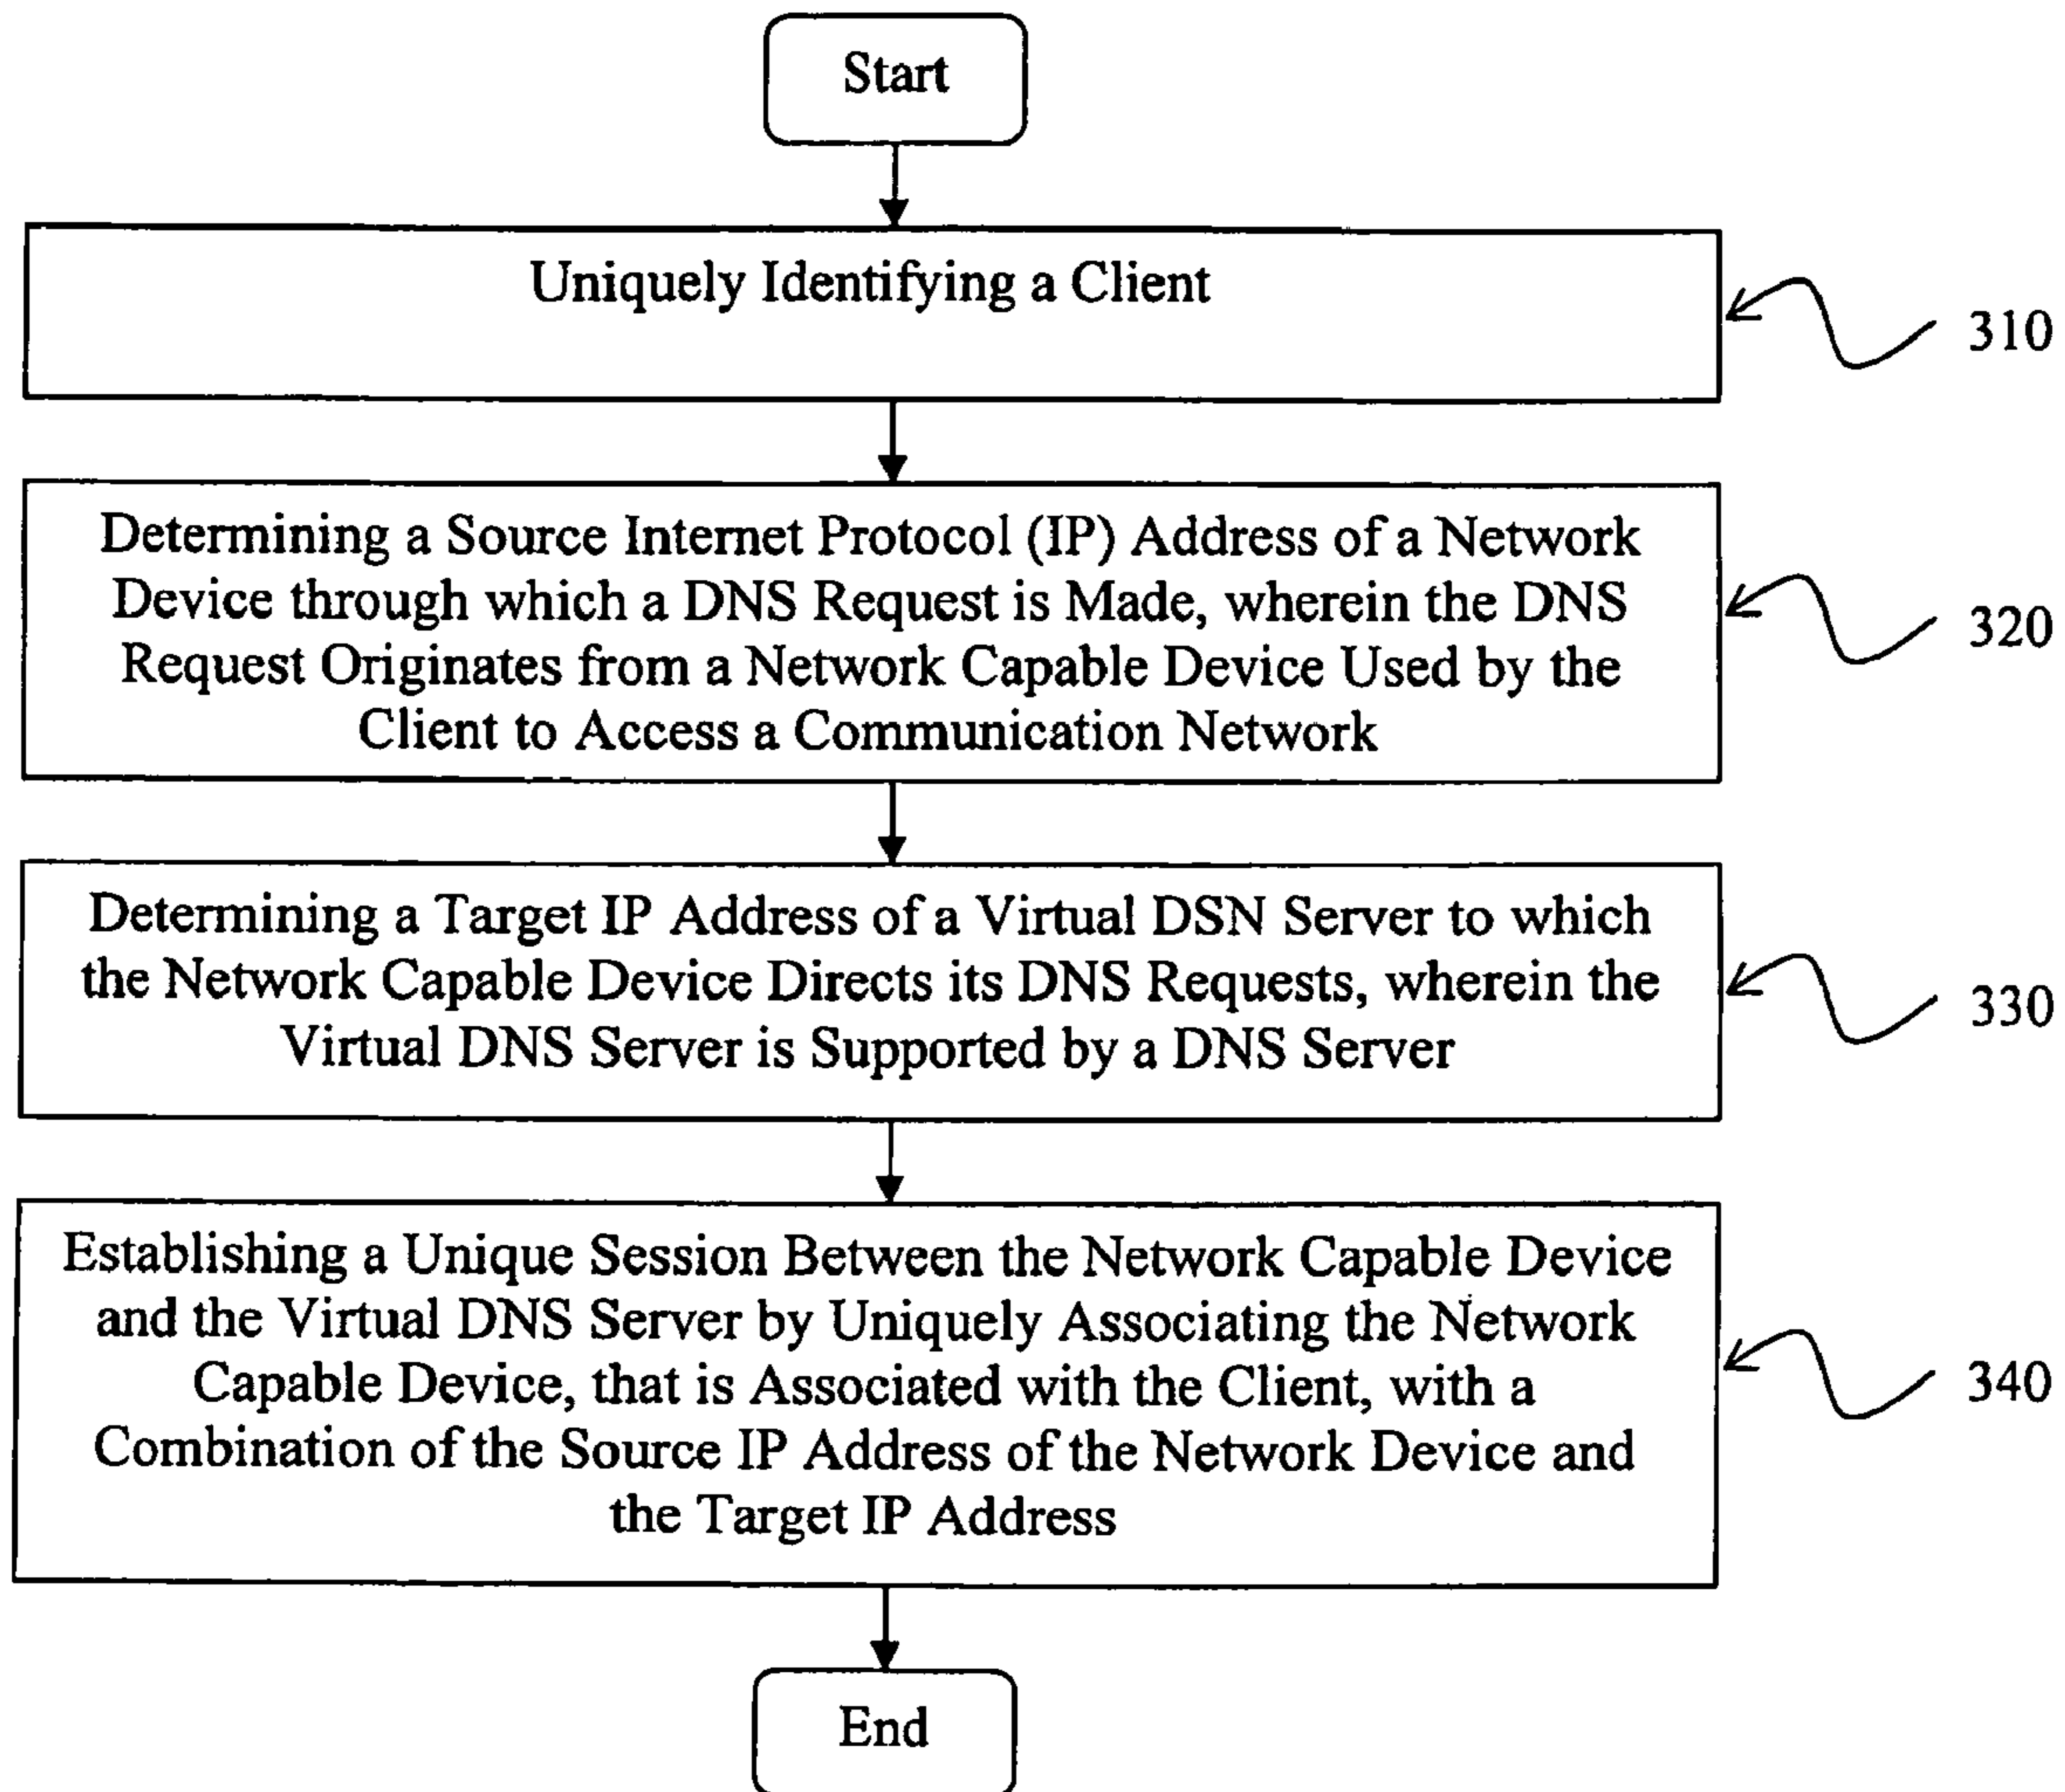 Start
Uniquely Identifying a Client
310
Determining a Source Internet Protocol (IP) Address of a Network
Device through which a DNS Request is Made, wherein the DNS
Request Originates from a Network Capable Device Used by the
Client to Access a Communication Network
320
Determining a Target IP Address of a Virtual DSN Server to which
the Network Capable Device Directs its DNS Requests, wherein the
Virtual DNS Server is Supported by a DNS Server
330
Establishing a Unique Session Between the Network Capable Device
and the Virtual DNS Server by Uniquely Associating the Network
Capable Device, that is Associated with the Client, with a
Combination of the Source IP Address of the Network Device and
the Target IP Address
340
End